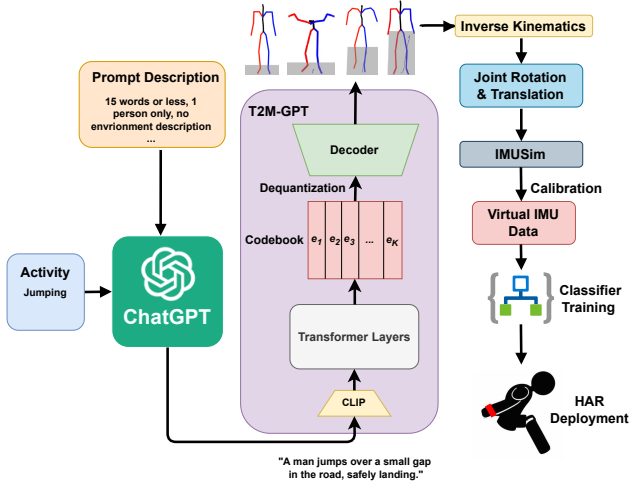 Prompt Description
15 words or less, 1
person only, no
envrionment description
...
Activity
Jumping
ChatGPT
T2M-GPT
Decoder
Dequantization
Codebook
e1 e2 e3 ... eK
Transformer Layers
CLIP
"A man jumps over a small gap
in the road, safely landing."
Inverse Kinematics
Joint Rotation
& Translation
IMUSim
Calibration
Virtual IMU
Data
Classifier
Training
HAR
Deployment